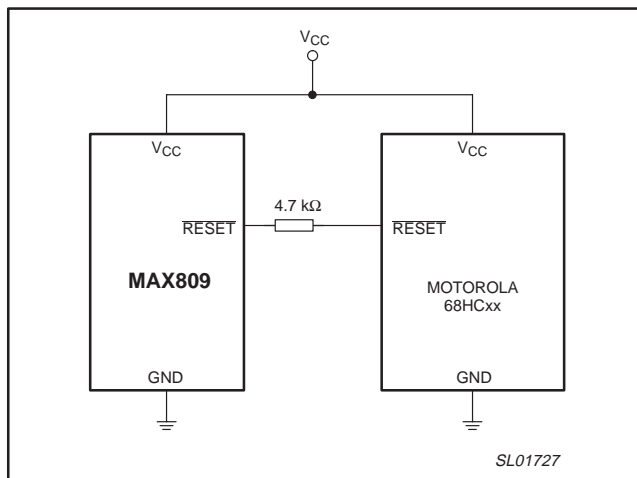 VCC
VCC
VCC
4.7 kΩ
RESET
RESET
MAX809
MOTOROLA
68HCxx
GND
GND
SL01727